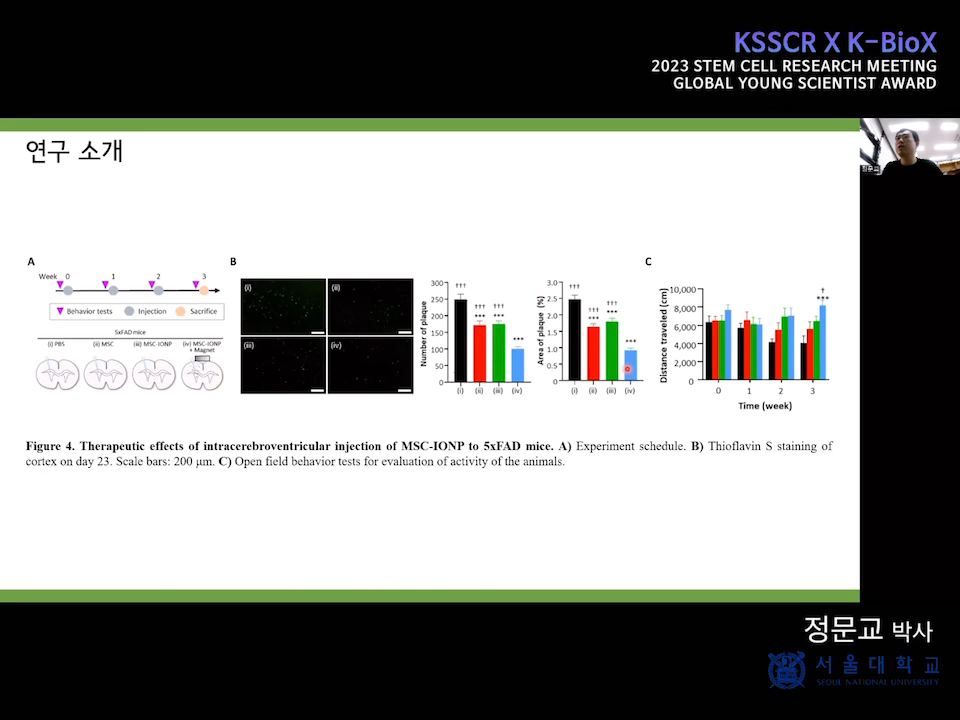 KSSCR X K-BioX
2023 STEM CELL RESEARCH MEETING
GLOBAL YOUNG SCIENTIST AWARD
연구 소개
정문교
A
Week 0 1 2 3
Behavior tests Injection Sacrifice
5xFAD mice
(i) PBS (ii) MSC (iii) MSC-IONP (iv) MSC-IONP
+ Magnet
B
(i) (ii)
(iii) (iv)
Number of plaque
300
250
200
150
100
50
0
††† ††† †††
*** *** ***
(i) (ii) (iii) (iv)
Area of plaque (%)
3.0
2.5
2.0
1.5
1.0
0.5
0
††† ††† †††
*** *** ***
(i) (ii) (iii) (iv)
C
Distance traveled (cm)
10,000
8,000
6,000
4,000
2,000
0
†
***
0 1 2 3
Time (week)
Figure 4. Therapeutic effects of intracerebroventricular injection of MSC-IONP to 5xFAD mice. A) Experiment schedule. B) Thioflavin S staining of
cortex on day 23. Scale bars: 200 μm. C) Open field behavior tests for evaluation of activity of the animals.
정문교 박사
서울대학교
SEOUL NATIONAL UNIVERSITY